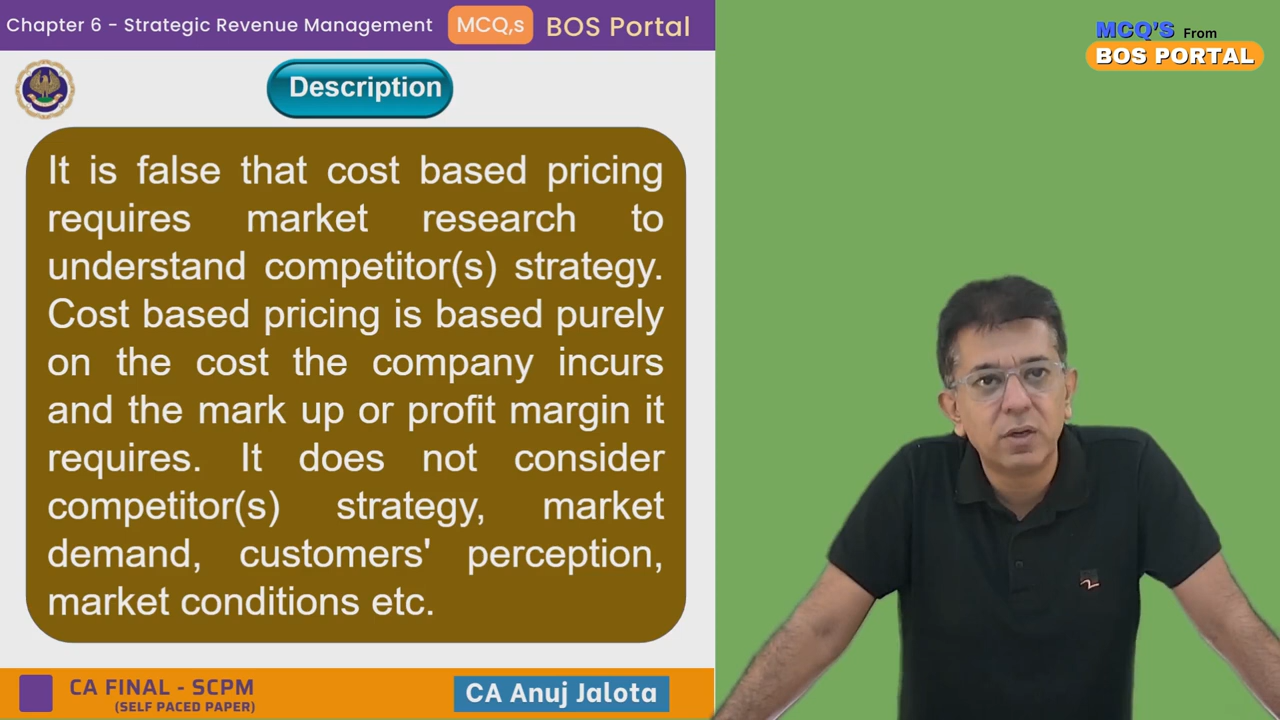 Chapter 6 - Strategic Revenue Management MCQ,s BOS Portal
MCQ'S From
BOS PORTAL
Description
It is false that cost based pricing
requires market research to
understand competitor(s) strategy.
Cost based pricing is based purely
on the cost the company incurs
and the mark up or profit margin it
requires. It does not consider
competitor(s) strategy, market
demand, customers' perception,
market conditions etc.
CA FINAL - SCPM
(SELF PACED PAPER)
CA Anuj Jalota